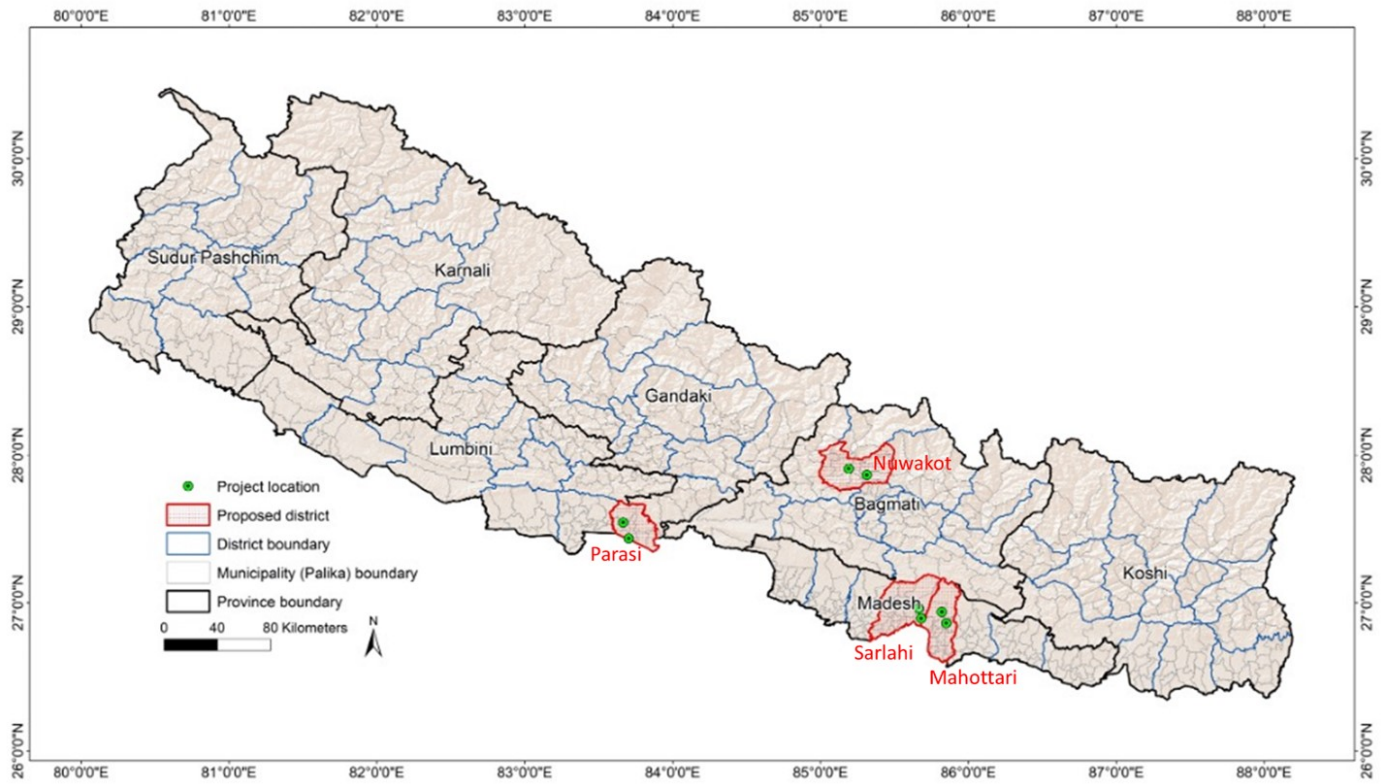 80°0'0"E 81°0'0"E 82°0'0"E 83°0'0"E 84°0'0"E 85°0'0"E 86°0'0"E 87°0'0"E 88°0'0"E
30°0'0"N 30°0'0"N
Sudur Pashchim
Karnali
29°0'0"N 29°0'0"N
Gandaki
Lumbini
28°0'0"N 28°0'0"N
Nuwakot
Bagmati
Parasi
Koshi
Madesh
27°0'0"N 27°0'0"N
Sarlahi
Mahottari
Project location
Proposed district
District boundary
Municipality (Palika) boundary
Province boundary
0 40 80 Kilometers
N
26°0'0"N 26°0'0"N
80°0'0"E 81°0'0"E 82°0'0"E 83°0'0"E 84°0'0"E 85°0'0"E 86°0'0"E 87°0'0"E 88°0'0"E